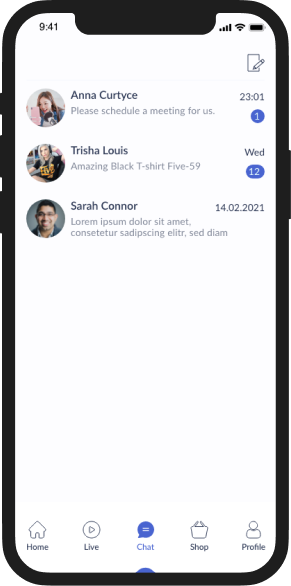 9:41
Anna Curtyce 23:01
Please schedule a meeting for us. 1
Trisha Louis Wed
Amazing Black T-shirt Five-59 12
Sarah Connor 14.02.2021
Lorem ipsum dolor sit amet,
consetetur sadipscing elitr, sed diam
Home Live Chat Shop Profile